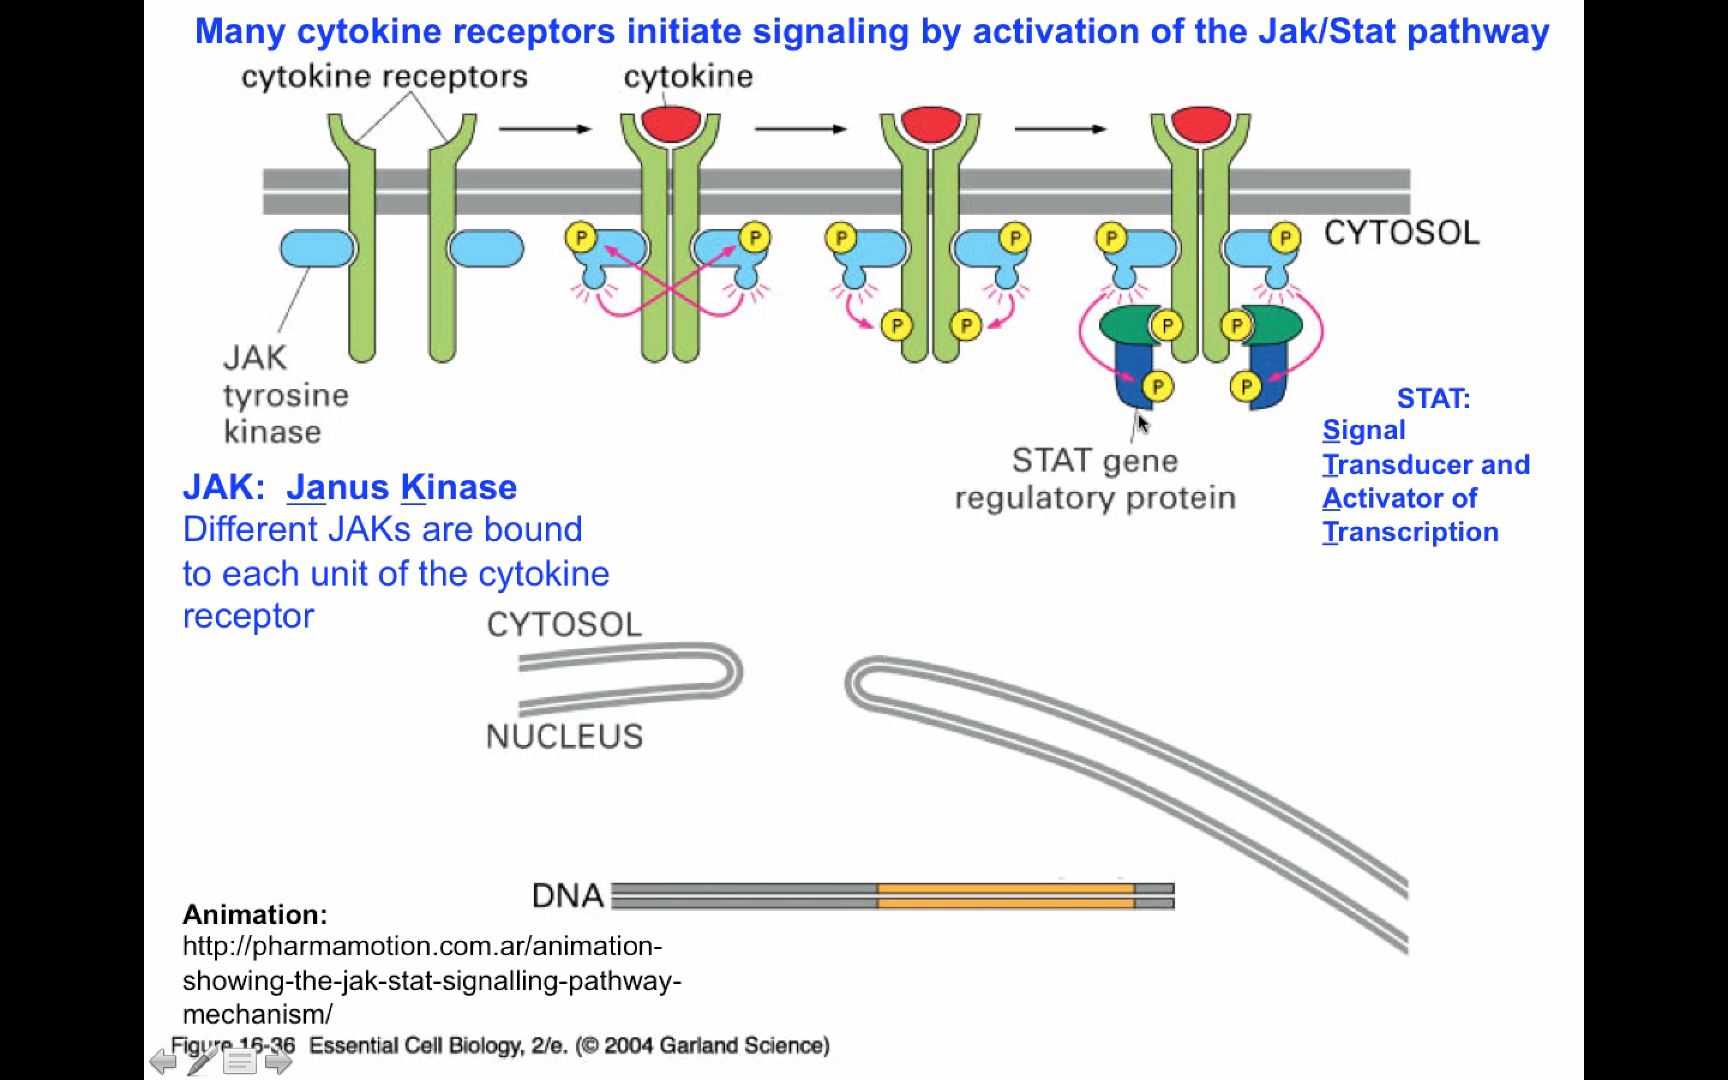 Many cytokine receptors initiate signaling by activation of the Jak/Stat pathway
cytokine receptors
cytokine
P
P
P
P
P
P
CYTOSOL
P
P
P
P
P
P
JAK
tyrosine
kinase
STAT gene
regulatory protein
STAT:
Signal
Transducer and
Activator of
Transcription
JAK: Janus Kinase
Different JAKs are bound
to each unit of the cytokine
receptor
CYTOSOL
NUCLEUS
DNA
Animation:
http://pharmamotion.com.ar/animation-
showing-the-jak-stat-signalling-pathway-
mechanism/
Figure 16-36 Essential Cell Biology, 2/e. (© 2004 Garland Science)